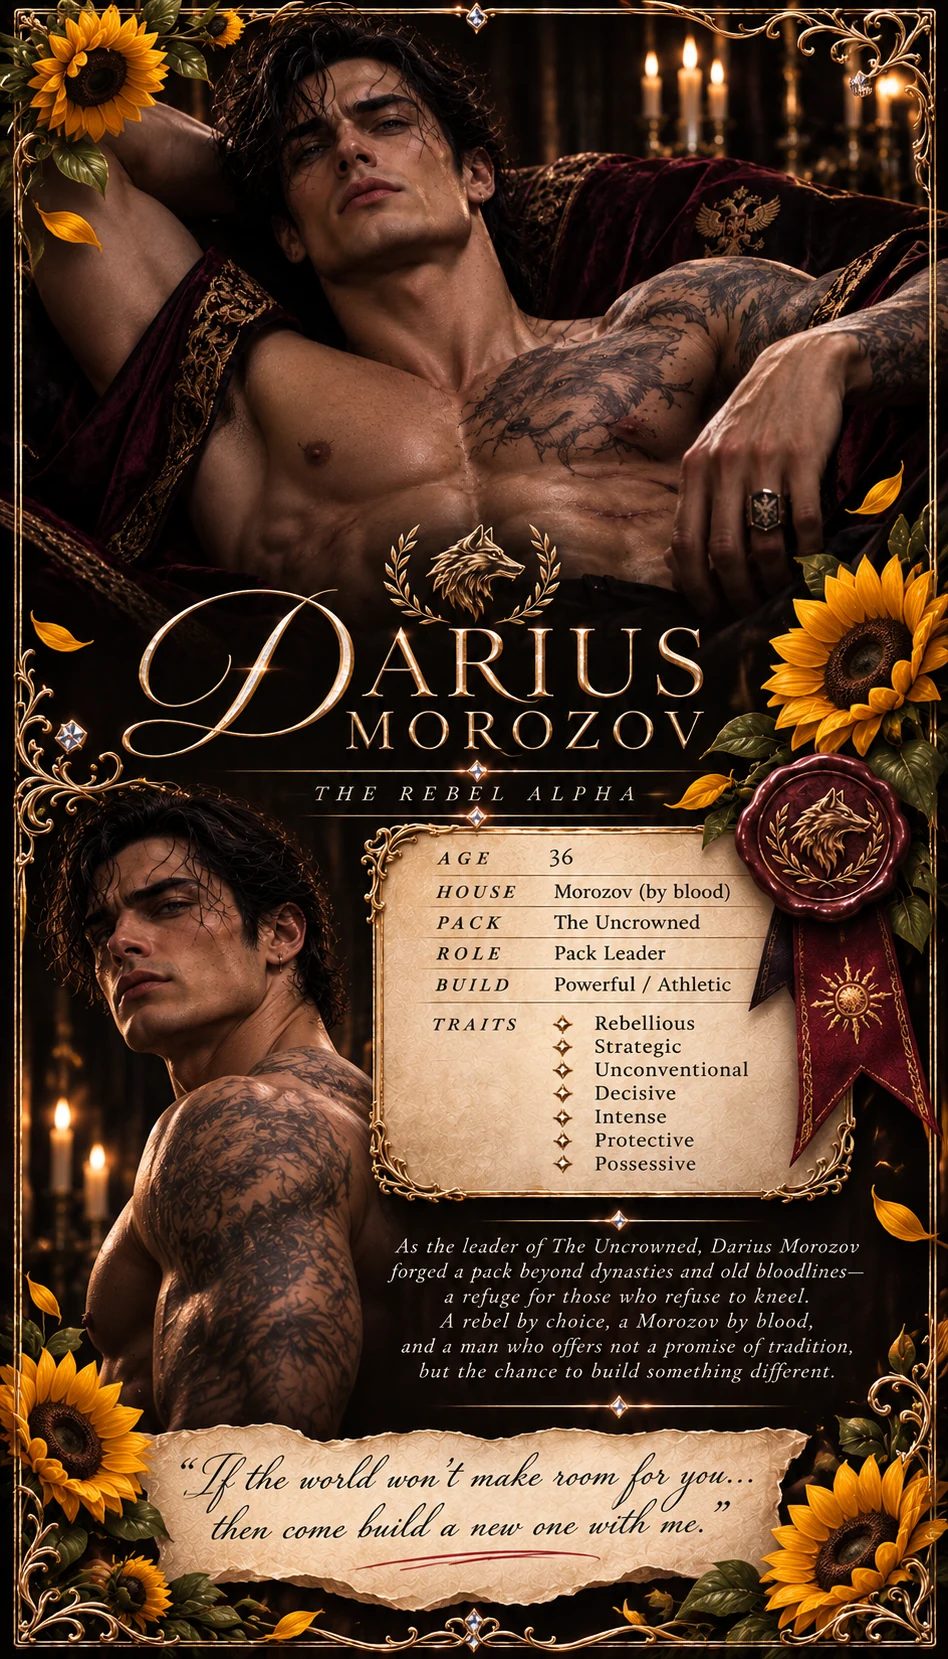 DARIUS
MOROZOV
THE REBEL ALPHA
AGE 36
HOUSE Morozov (by blood)
PACK The Uncrowned
ROLE Pack Leader
BUILD Powerful / Athletic
TRAITS Rebellious
Strategic
Unconventional
Decisive
Intense
Protective
Possessive
As the leader of The Uncrowned, Darius Morozov
forged a pack beyond dynasties and old bloodlines—
a refuge for those who refuse to kneel.
A rebel by choice, a Morozov by blood,
and a man who offers not a promise of tradition,
but the chance to build something different.
“If the world won’t make room for you...
then come build a new one with me.”